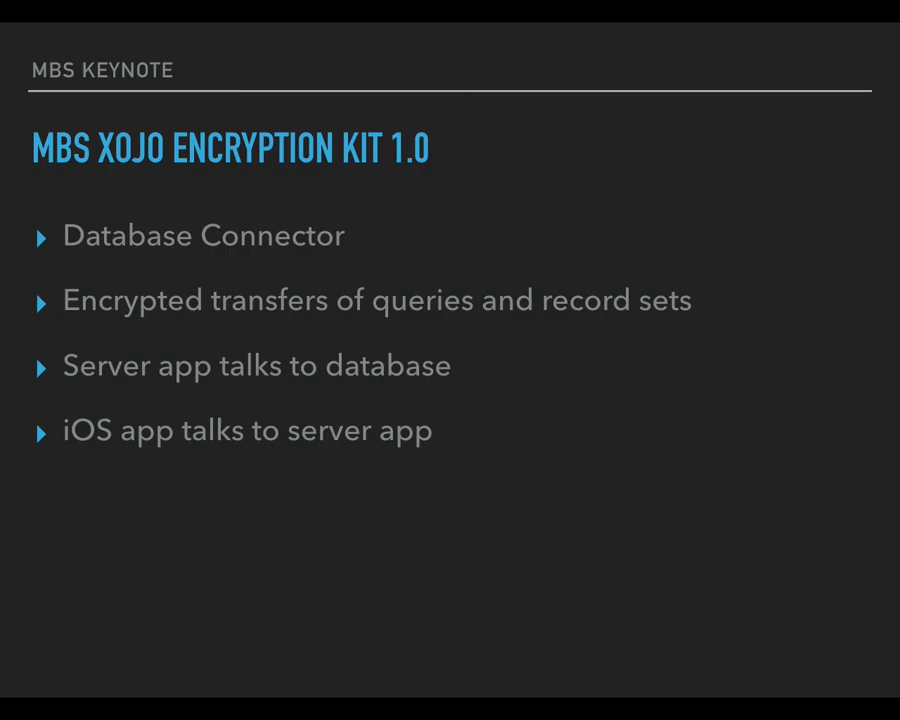 MBS KEYNOTE
MBS XOJO ENCRYPTION KIT 1.0
Database Connector
Encrypted transfers of queries and record sets
Server app talks to database
iOS app talks to server app